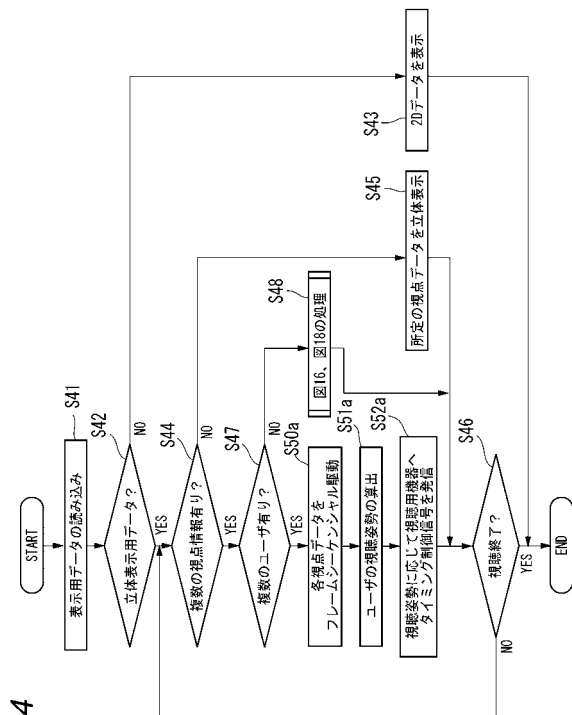 4
START
表示用データの読み込み
S41
立体表示用データ?
S42
NO
YES
複数の視点情報有り?
S44
NO
YES
複数のユーザ有り?
S47
NO
YES
図16、図18の処理
S48
各視点データを
フレームシーケンシャル駆動
S50a
ユーザの視聴姿勢の算出
S51a
視聴姿勢に応じて視聴用機器へ
タイミング制御信号を発信
S52a
所定の視点データを立体表示
S45
2Dデータを表示
S43
視聴終了?
S46
NO
YES
END